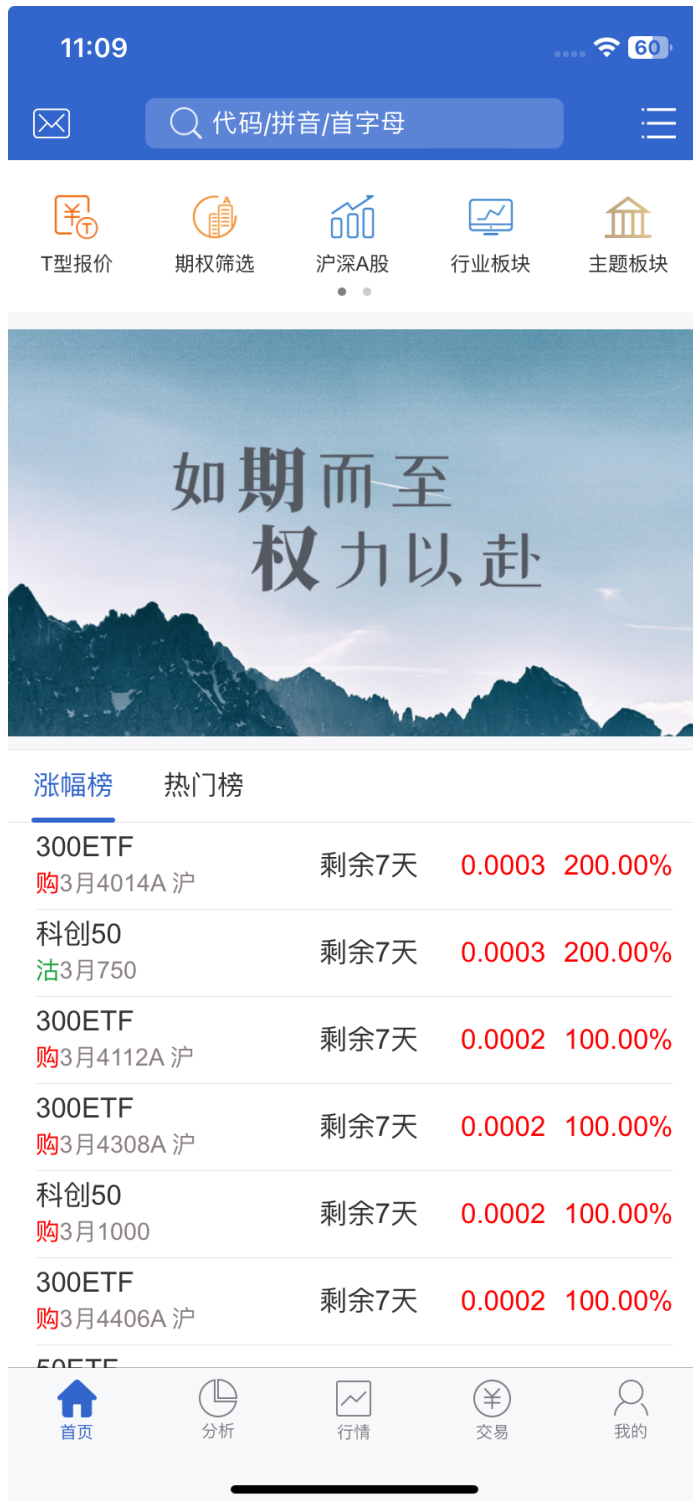 11:09
60
代码/拼音/首字母
T型报价 期权筛选 沪深A股 行业板块 主题板块
如期而至
权力以赴
涨幅榜 热门榜
300ETF
购3月4014A 沪 剩余7天 0.0003 200.00%
科创50
沽3月750 剩余7天 0.0003 200.00%
300ETF
购3月4112A 沪 剩余7天 0.0002 100.00%
300ETF
购3月4308A 沪 剩余7天 0.0002 100.00%
科创50
购3月1000 剩余7天 0.0002 100.00%
300ETF
购3月4406A 沪 剩余7天 0.0002 100.00%
50ETF
首页 分析 行情 交易 我的